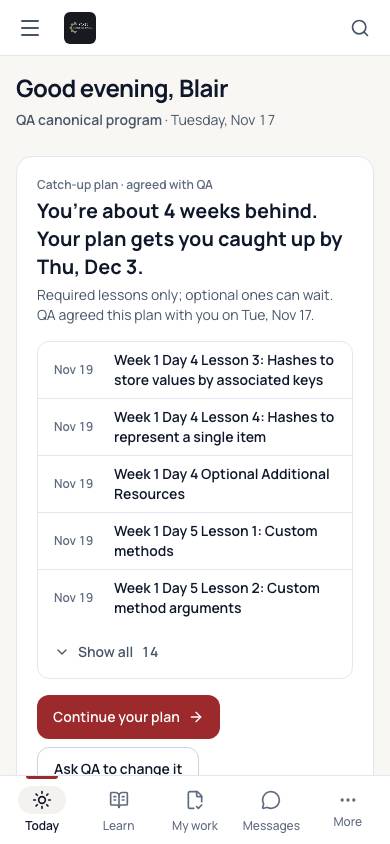 Good evening, Blair
QA canonical program · Tuesday, Nov 17
Catch-up plan · agreed with QA
You're about 4 weeks behind.
Your plan gets you caught up by
Thu, Dec 3.
Required lessons only; optional ones can wait.
QA agreed this plan with you on Tue, Nov 17.
Nov 19
Week 1 Day 4 Lesson 3: Hashes to
store values by associated keys
Nov 19
Week 1 Day 4 Lesson 4: Hashes to
represent a single item
Nov 19
Week 1 Day 4 Optional Additional
Resources
Nov 19
Week 1 Day 5 Lesson 1: Custom
methods
Nov 19
Week 1 Day 5 Lesson 2: Custom
method arguments
Show all 14
Continue your plan
Ask QA to change it
Today
Learn
My work
Messages
More